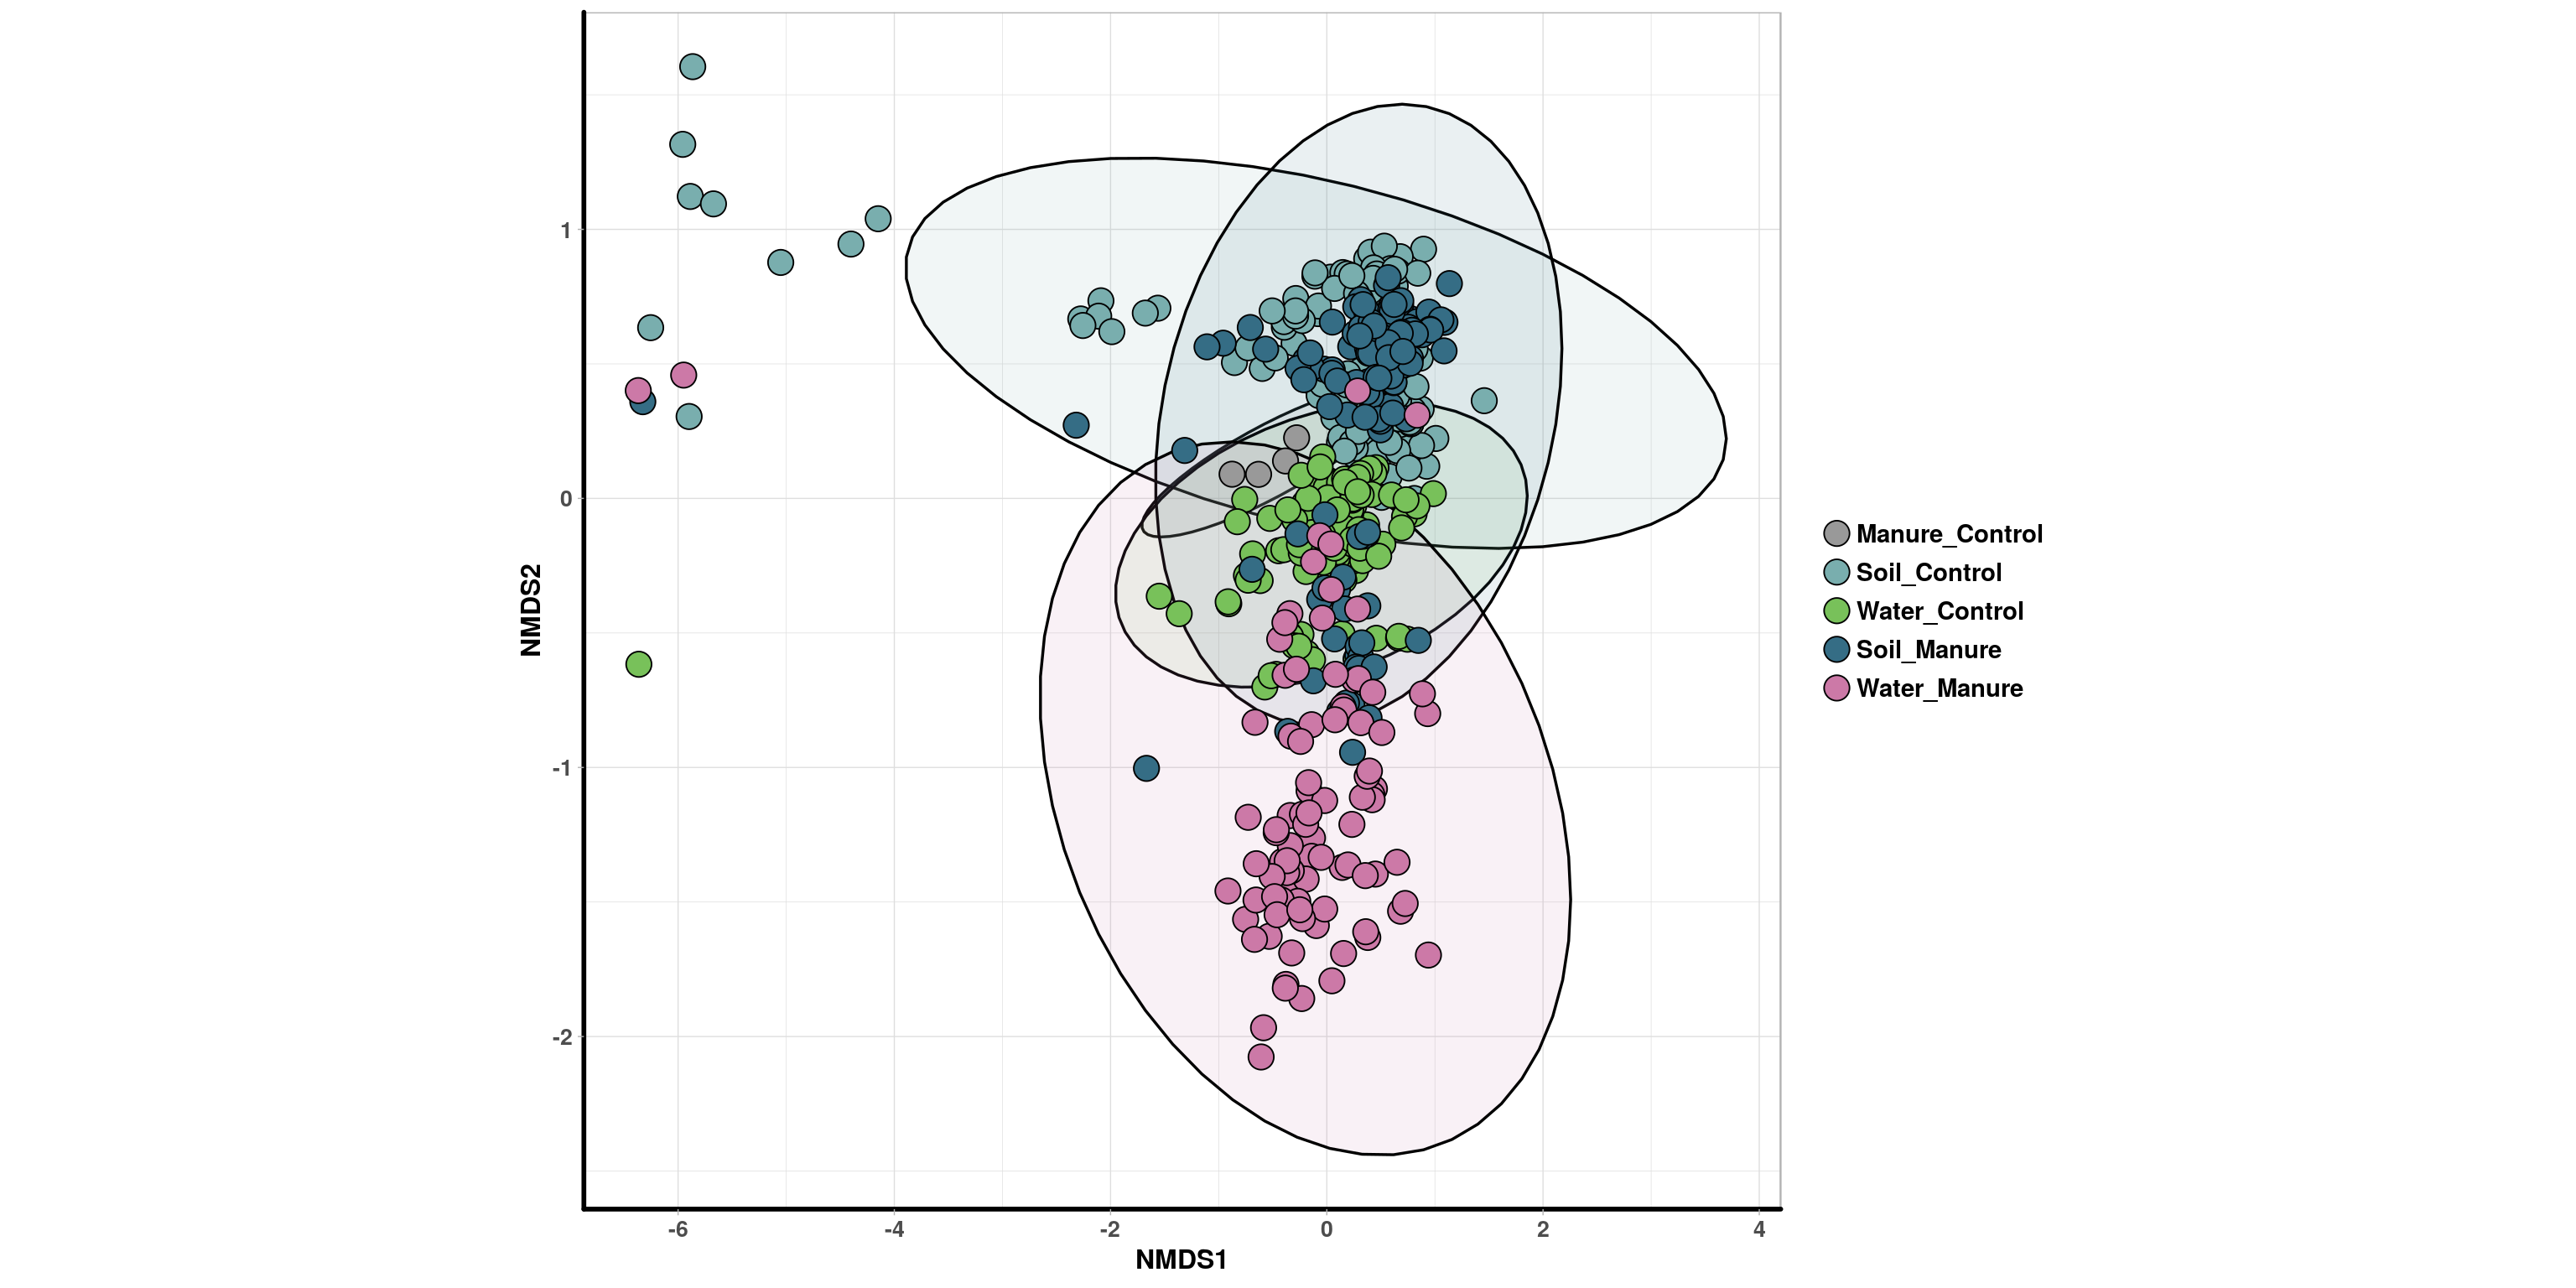 1
0
-1
-2
NMDS2
-6
-4
-2
0
2
4
NMDS1
Manure_Control
Soil_Control
Water_Control
Soil_Manure
Water_Manure